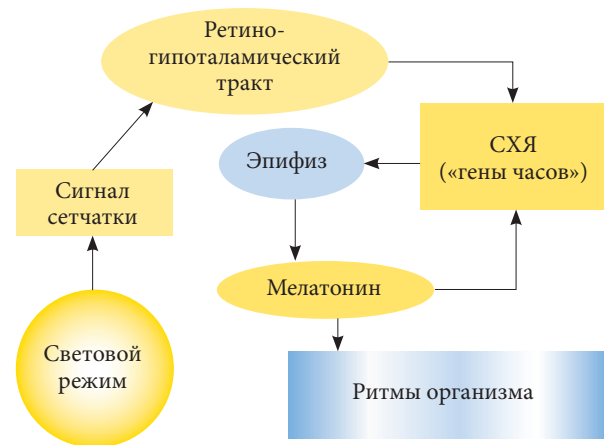 Ретино-
гипоталамический
тракт
СХЯ
(«гены часов»)
Эпифиз
Сигнал
сетчатки
Мелатонин
Световой
режим
Ритмы организма